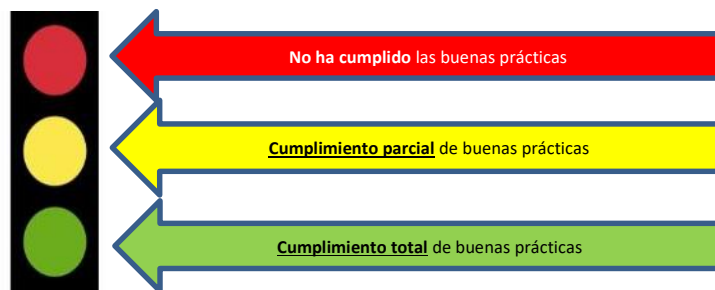 No ha cumplido las buenas prácticas
Cumplimiento parcial de buenas prácticas
Cumplimiento total de buenas prácticas